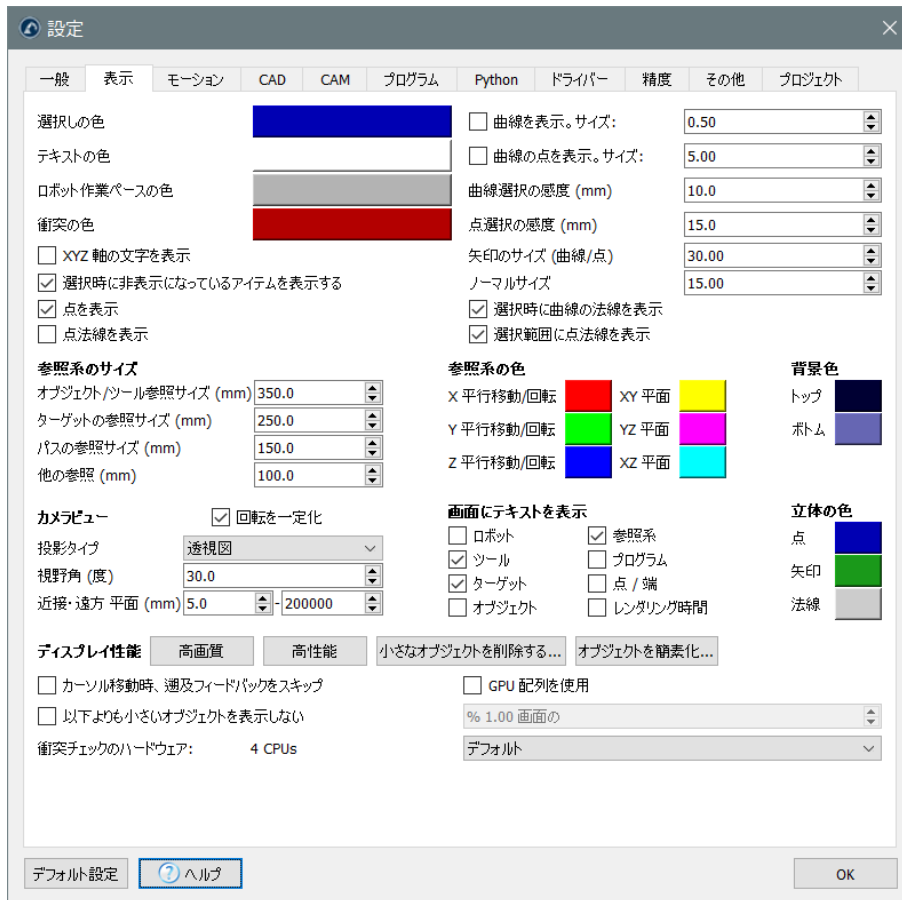 設定
一般 表示 モーション CAD CAM プログラム Python ドライバー 精度 その他 プロジェクト
選択しの色
曲線を表示。サイズ: 0.50
テキストの色
曲線の点を表示。サイズ: 5.00
ロボット作業ペースの色
曲線選択の感度 (mm) 10.0
衝突の色
点選択の感度 (mm) 15.0
XYZ 軸の文字を表示
矢印のサイズ (曲線/点) 30.00
選択時に非表示になっているアイテムを表示する
ノーマルサイズ 15.00
点を表示
選択時に曲線の法線を表示
点法線を表示
選択範囲に点法線を表示
参照系のサイズ
オブジェクト/ツール参照サイズ (mm) 350.0
ターゲットの参照サイズ (mm) 250.0
パスの参照サイズ (mm) 150.0
他の参照 (mm) 100.0
参照系の色
X 平行移動/回転 XY 平面
Y 平行移動/回転 YZ 平面
Z 平行移動/回転 XZ 平面
背景色
トップ
ボトム
カメラビュー 回転を一定化
投影タイプ 透視図
視野角 (度) 30.0
近接・遠方 平面 (mm) 5.0 - 200000
画面にテキストを表示
ロボット 参照系
ツール プログラム
ターゲット 点 / 端
オブジェクト レンダリング時間
立体の色
点
矢印
法線
ディスプレイ性能 高画質 高性能 小さなオブジェクトを削除する... オブジェクトを簡素化...
カーソル移動時、遡及フィードバックをスキップ GPU 配列を使用
以下よりも小さいオブジェクトを表示しない % 1.00 画面の
衝突チェックのハードウェア: 4 CPUs デフォルト
デフォルト設定 ヘルプ OK